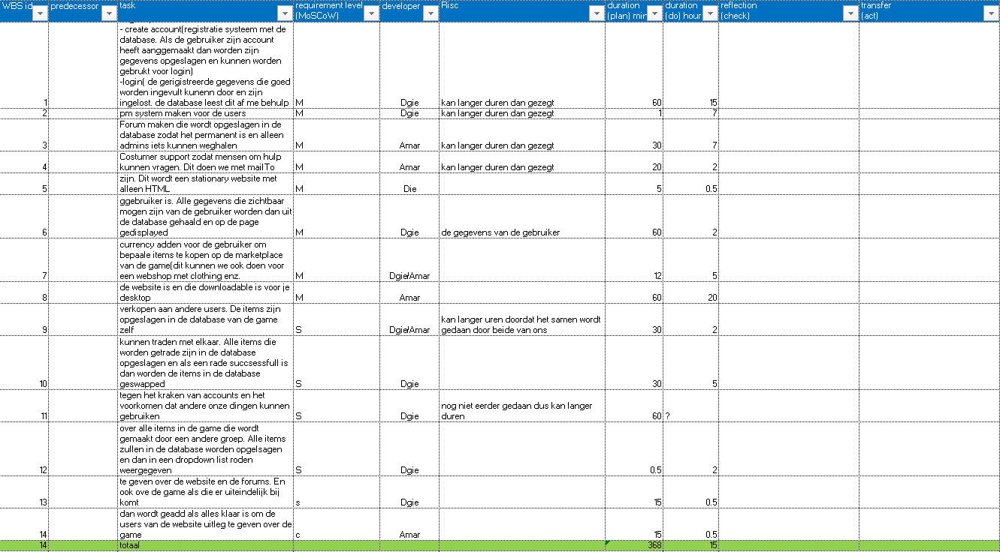 WBS id predecessor task requirement level (MoSCoW) developer Risc duration (plan) min duration (do) hour reflection (check) transfer (act)
- create account(registratie systeem met de
database. Als de gebruiker zijn account
heeft aanggemaakt dan worden zijn
gegevens opgeslagen en kunnen worden
gebrukt voor login)
-login( de gerigistreerde gegevens die goed
worden ingevult kunenn door en zijn
1 ingelost. de database leest dit af me behulp M Dgie kan langer duren dan gezegt 60 15
2 pm system maken voor de users M Dgie kan langer duren dan gezegt 1 7
Forum maken die wordt opgeslagen in de
database zodat het permanent is en alleen
3 admins iets kunnen weghalen M Amar kan langer duren dan gezegt 30 7
Costumer support zodat mensen om hulp
4 kunnen vragen. Dit doen we met mailTo M Amar kan langer duren dan gezegt 20 2
zijn. Dit wordt een stationary website met
5 alleen HTML M Die 5 0.5
ggebruiker is. Alle gegevens die zichtbaar
mogen zijn van de gebruiker worden dan uit
de database gehaald en op de page
6 gedisplayed M Dgie de gegevens van de gebruiker 60 2
currency adden voor de gebruiker om
bepaale items te kopen op de marketplace
van de game(dit kunnen we ook doen voor
7 een webshop met clothing enz. M Dgie/Amar 12 5
de website is en die downloadable is voor je
8 desktop M Amar 60 20
verkopen aan andere users. De items zijn
opgeslagen in de database van de game kan langer uren doordat het samen wordt
9 zelf S Dgie/Amar gedaan door beide van ons 30 2
kunnen traden met elkaar. Alle items die
worden getrade zijn in de database
opgeslagen en als een rade succsessfull is
dan worden de items in de database
10 geswapped S Dgie 30 5
tegen het kraken van accounts en het
voorkomen dat andere onze dingen kunnen nog niet eerder gedaan dus kan langer
11 gebruiken S Dgie duren 60 ?
over alle items in de game die wordt
gemaakt door een andere groep. Alle items
zullen in de database worden opgelsagen
en dan in een dropdown list roden
12 weergegeven S Dgie 0.5 2
te geven over de website en de forums. En
ook ove de game als die er uiteindelijk bij
13 komt s Dgie 15 0.5
dan wordt geadd als alles klaar is om de
users van de website uitleg te geven over de
14 game c Amar 15 0.5
14 totaal 368 15